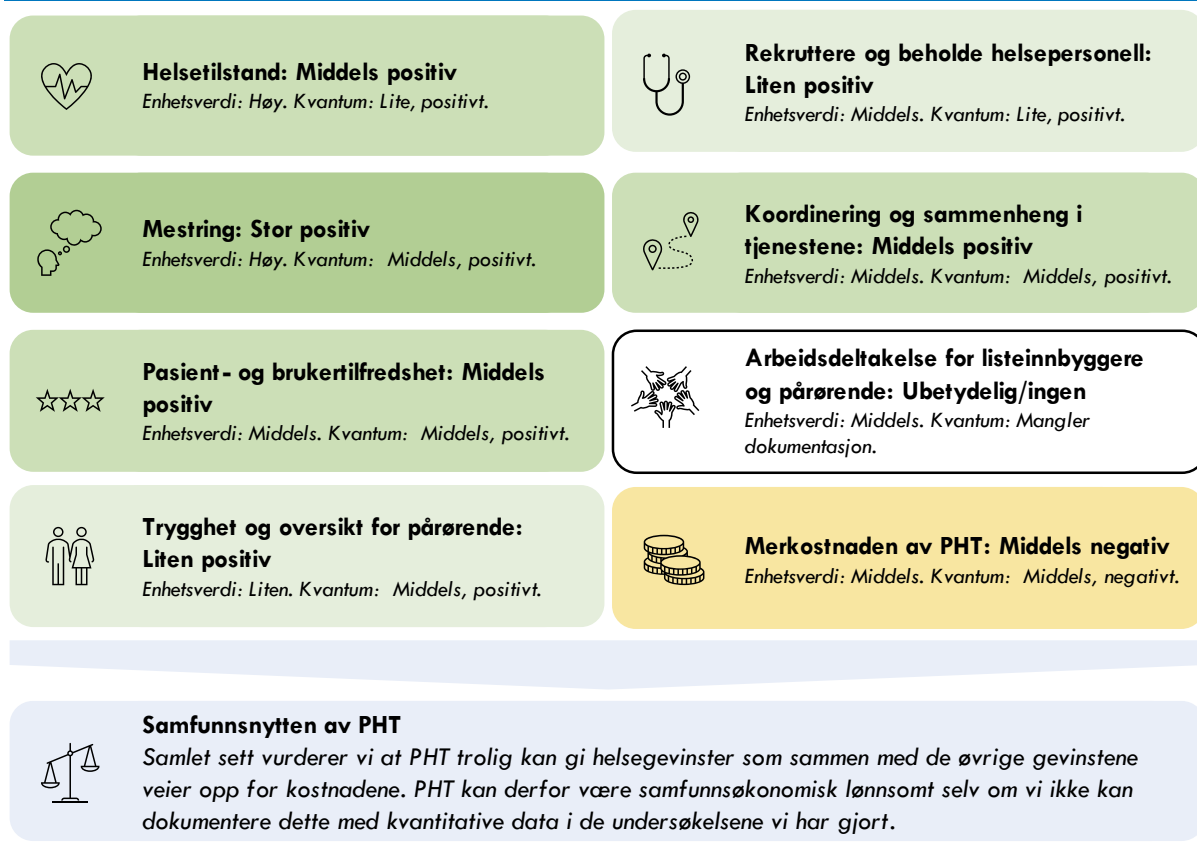 Helsetilstand: Middels positiv
Enhetsverdi: Høy. Kvantum: Lite, positivt.
Rekruttere og beholde helsepersonell:
Liten positiv
Enhetsverdi: Middels. Kvantum: Lite, positivt.
Mestring: Stor positiv
Enhetsverdi: Høy. Kvantum: Middels, positivt.
Koordinering og sammenheng i
tjenestene: Middels positiv
Enhetsverdi: Middels. Kvantum: Middels, positivt.
Pasient- og brukertilfredshet: Middels
positiv
Enhetsverdi: Middels. Kvantum: Middels, positivt.
Arbeidsdeltakelse for listeinnbyggere
og pårørende: Ubetydelig/ingen
Enhetsverdi: Middels. Kvantum: Mangler
dokumentasjon.
Trygghet og oversikt for pårørende:
Liten positiv
Enhetsverdi: Liten. Kvantum: Middels, positivt.
Merkostnaden av PHT: Middels negativ
Enhetsverdi: Middels. Kvantum: Middels, negativt.
Samfunnsnytten av PHT
Samlet sett vurderer vi at PHT trolig kan gi helsegevinster som sammen med de øvrige gevinstene
veier opp for kostnadene. PHT kan derfor være samfunnsøkonomisk lønnsomt selv om vi ikke kan
dokumentere dette med kvantitative data i de undersøkelsene vi har gjort.